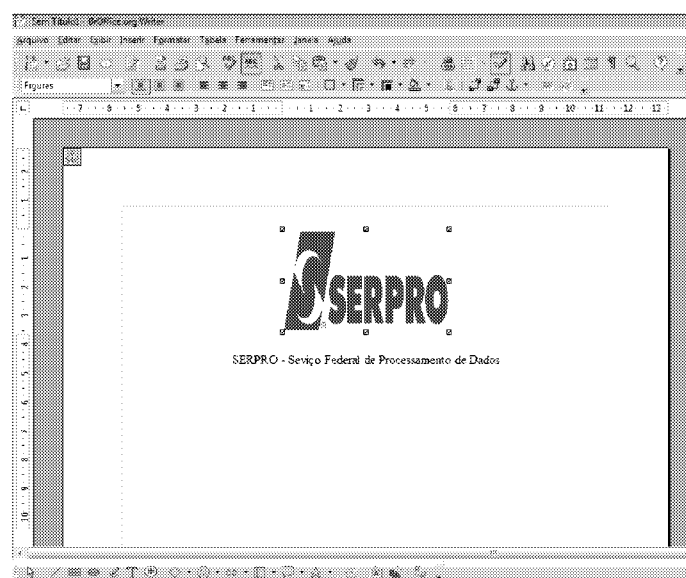 Sem Título2 - BrOffice.org Writer
Arquivo Editar Exibir Inserir Formatar Tabela Ferramentas Janela Ajuda
Figures
SERPRO
SERPRO - Seviço Federal de Processamento de Dados